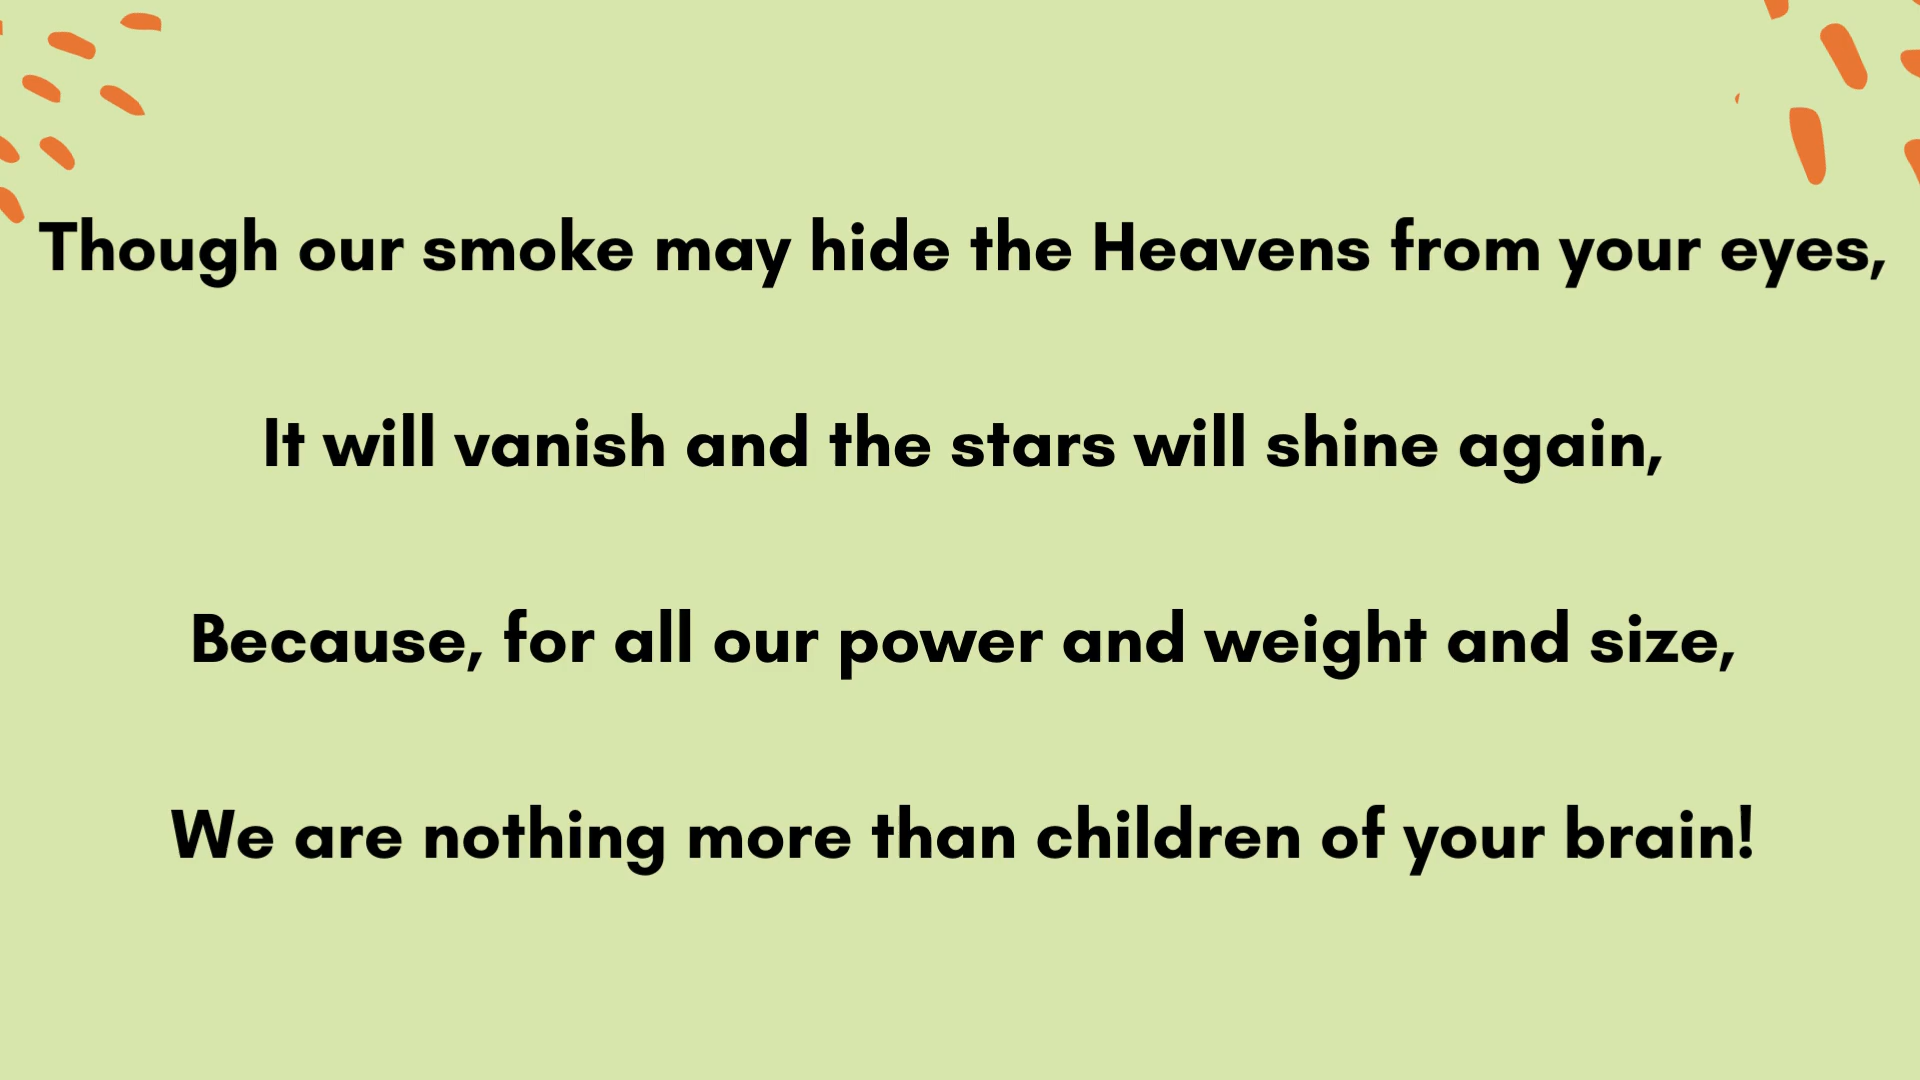 Though our smoke may hide the Heavens from your eyes,
It will vanish and the stars will shine again,
Because, for all our power and weight and size,
We are nothing more than children of your brain!